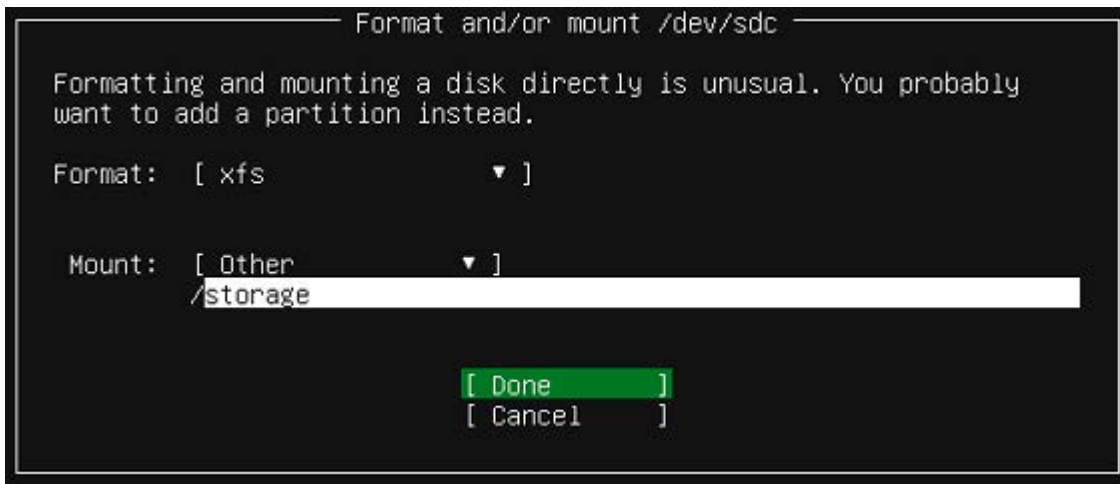 Format and/or mount /dev/sdc
Formatting and mounting a disk directly is unusual. You probably
want to add a partition instead.
Format: [ xfs ▾ ]
Mount: [ Other ▾ ]
/storage
[ Done ]
[ Cancel ]